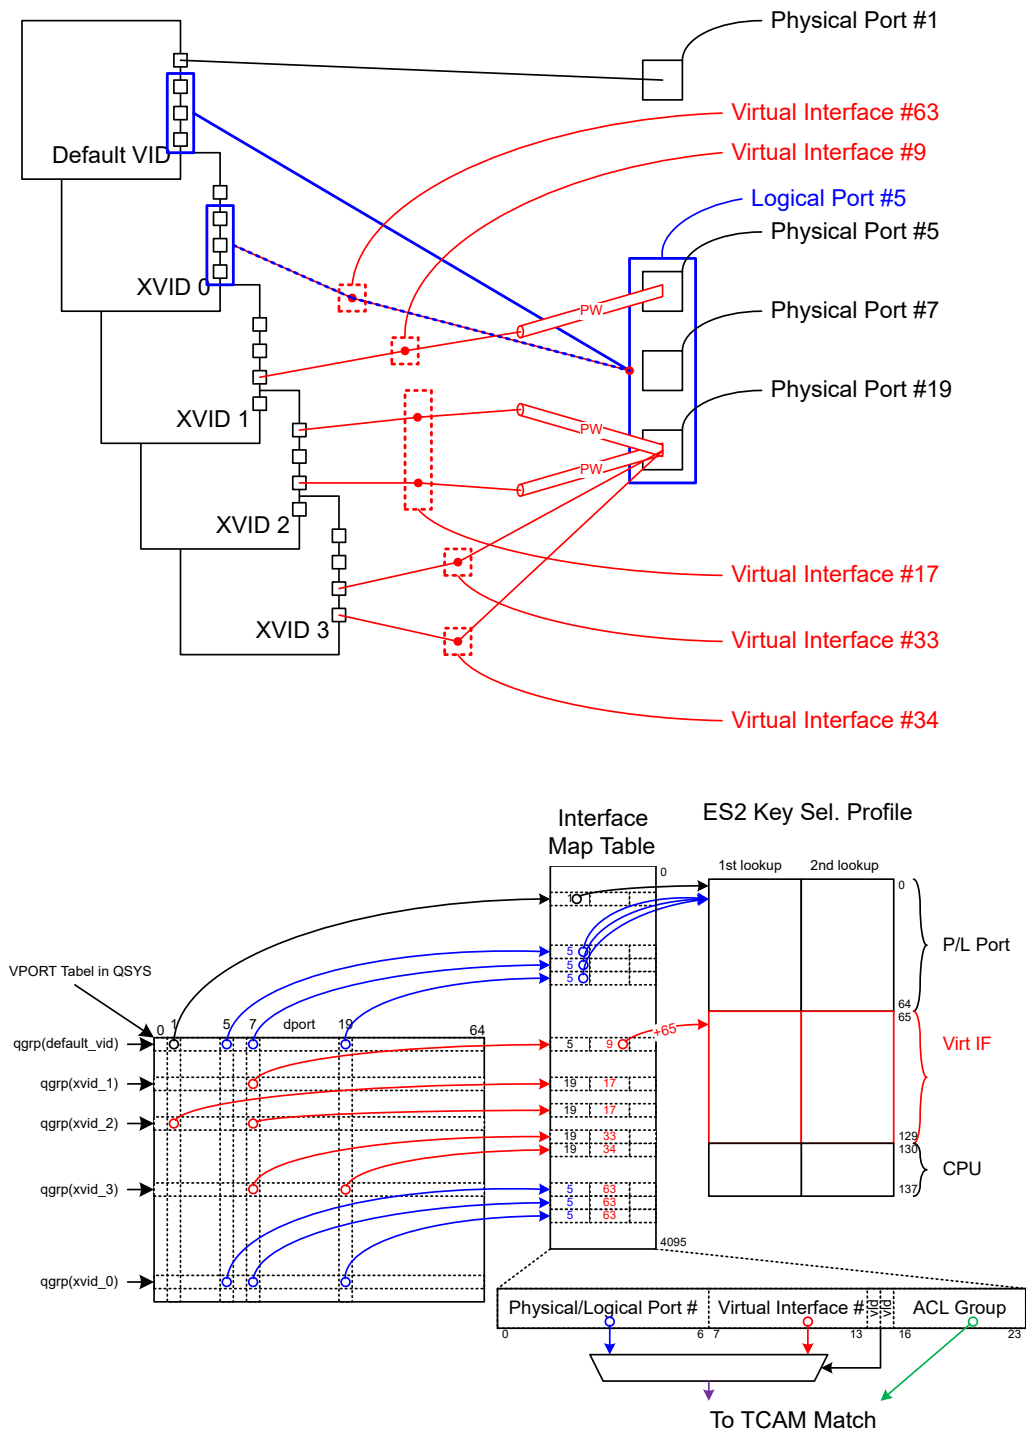 Physical Port #1
Virtual Interface #63
Default VID
Virtual Interface #9
Logical Port #5
Physical Port #5
XVID 0
PW
Physical Port #7
Physical Port #19
XVID 1
PW
PW
XVID 2
Virtual Interface #17
XVID 3
Virtual Interface #33
Virtual Interface #34
Interface
Map Table
ES2 Key Sel. Profile
1st lookup
2nd lookup
0
0
1
P/L Port
5
5
5
VPORT Tabel in QSYS
64
65
0
1
5
7
dport
19
64
+65
qgrp(default_vid)
5
9
Virt IF
qgrp(xvid_1)
19
17
qgrp(xvid_2)
19
17
19
33
129
19
34
130
CPU
qgrp(xvid_3)
5
63
137
5
63
5
63
4095
qgrp(xvid_0)
Physical/Logical Port #
Virtual Interface #
vld
vld
ACL Group
0
6
7
13
16
23
To TCAM Match